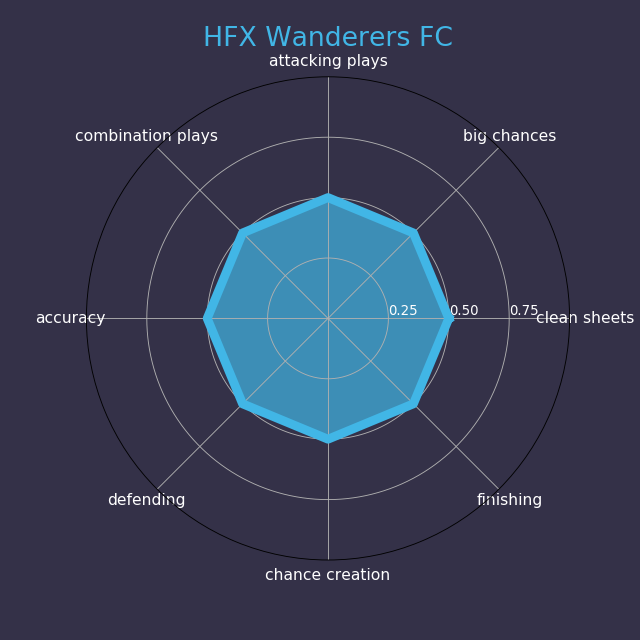 HFX Wanderers FC
attacking plays
combination plays
big chances
0.25
0.50
0.75
accuracy
clean sheets
defending
finishing
chance creation